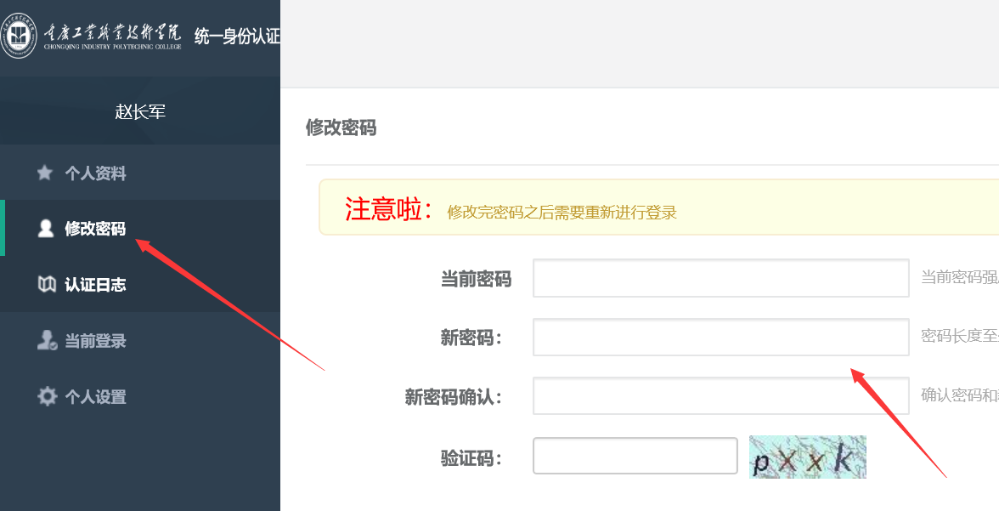 重庆工业职业技术学院
CHONGQING INDUSTRY POLYTECHNIC COLLEGE
统一身份认证
赵长军
个人资料
修改密码
认证日志
当前登录
个人设置
修改密码
注意啦： 修改完密码之后需要重新进行登录
当前密码 当前密码强
新密码： 密码长度至
新密码确认： 确认密码和
验证码： pXxk